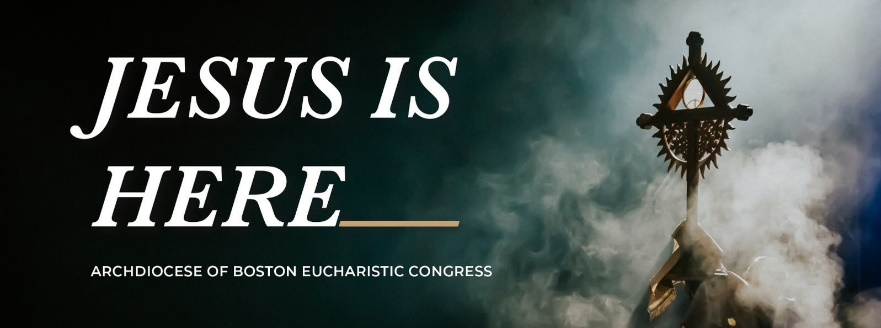 JESUS IS
HERE
ARCHDIOCESE OF BOSTON EUCHARISTIC CONGRESS